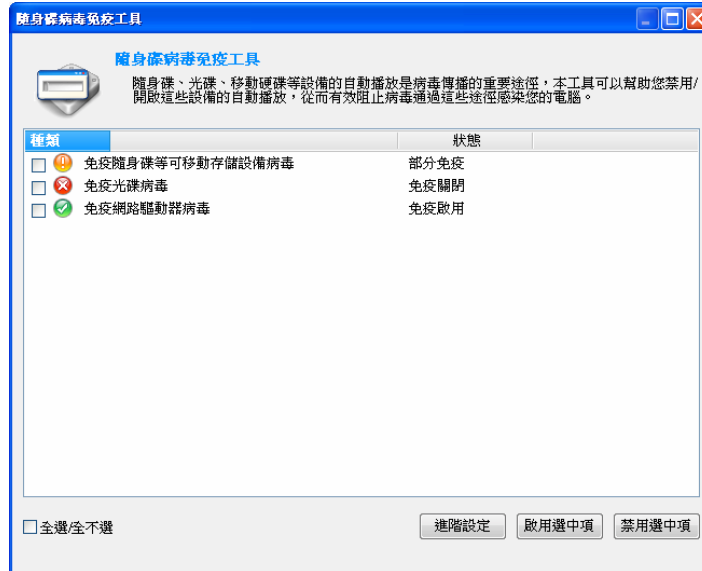 隨身碟病毒免疫工具
隨身碟病毒免疫工具
隨身碟、光碟、移動硬碟等設備的自動播放是病毒傳播的重要途徑，本工具可以幫助您禁用/
開啟這些設備的自動播放，從而有效阻止病毒通過這些途徑感染您的電腦。
種類 狀態
免疫隨身碟等可移動存儲設備病毒 部分免疫
免疫光碟病毒 免疫關閉
免疫網路驅動器病毒 免疫啟用
全選/全不選 進階設定 啟用選中項 禁用選中項